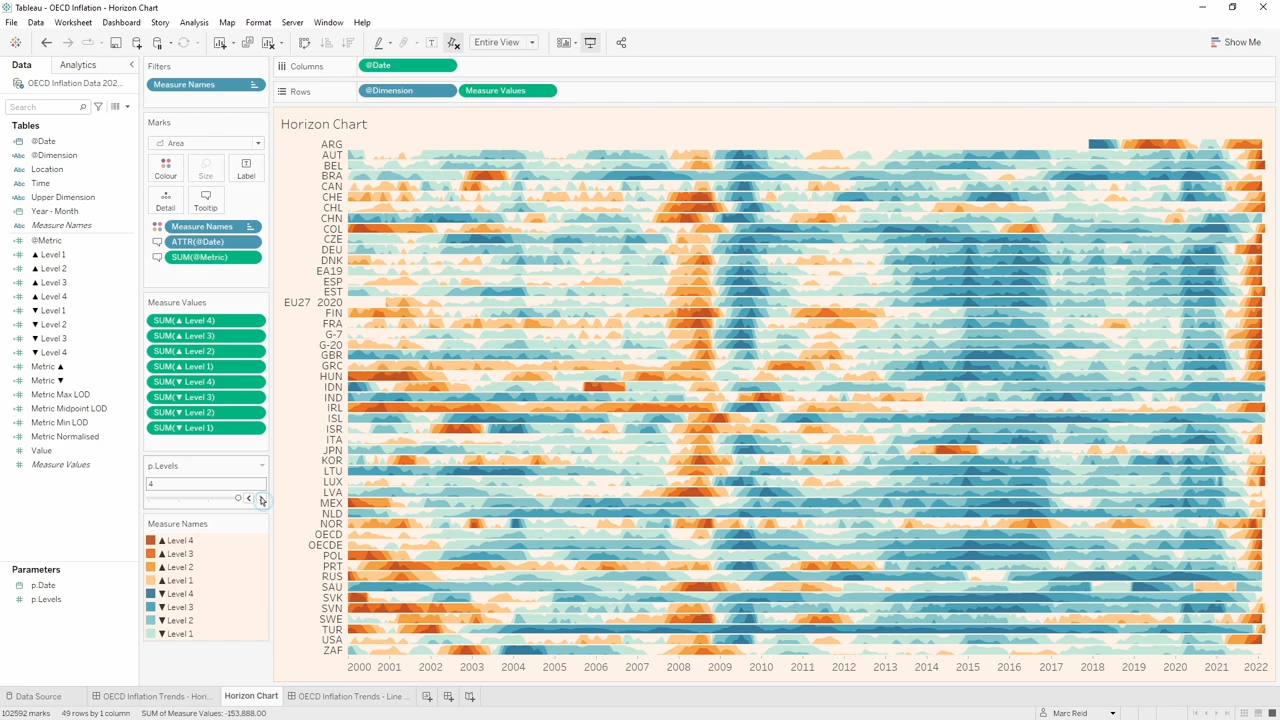 Tableau - OECD Inflation - Horizon Chart
File Data Worksheet Dashboard Story Analysis Map Format Server Window Help
Entire View
Show Me
Data Analytics
OECD Inflation Data 202...
Search
Tables
@Date
@Dimension
Location
Time
Upper Dimension
Year - Month
Measure Names
@Metric
▲ Level 1
▲ Level 2
▲ Level 3
▲ Level 4
▼ Level 1
▼ Level 2
▼ Level 3
▼ Level 4
Metric ▲
Metric ▼
Metric Max LOD
Metric Midpoint LOD
Metric Min LOD
Metric Normalised
Value
Measure Values
Parameters
p.Date
p.Levels
Filters
Measure Names
Marks
Area
Colour Size Label
Detail Tooltip
Measure Names
ATTR(@Date)
SUM(@Metric)
Measure Values
SUM(▲ Level 4)
SUM(▲ Level 3)
SUM(▲ Level 2)
SUM(▲ Level 1)
SUM(▼ Level 4)
SUM(▼ Level 3)
SUM(▼ Level 2)
SUM(▼ Level 1)
p.Levels
4
Measure Names
▲ Level 4
▲ Level 3
▲ Level 2
▲ Level 1
▼ Level 4
▼ Level 3
▼ Level 2
▼ Level 1
Columns @Date
Rows @Dimension Measure Values
Horizon Chart
ARG
AUT
BEL
BRA
CAN
CHE
CHL
CHN
COL
CZE
DEU
DNK
EA19
ESP
EST
EU27 2020
FIN
FRA
G-7
G-20
GBR
GRC
HUN
IDN
IND
IRL
ISL
ISR
ITA
JPN
KOR
LTU
LUX
LVA
MEX
NLD
NOR
OECD
OECDE
POL
PRT
RUS
SAU
SVK
SVN
SWE
TUR
USA
ZAF
2000 2001 2002 2003 2004 2005 2006 2007 2008 2009 2010 2011 2012 2013 2014 2015 2016 2017 2018 2019 2020 2021 2022
Data Source OECD Inflation Trends - Hori... Horizon Chart OECD Inflation Trends - Line ...
102592 marks 49 rows by 1 column SUM of Measure Values: -153,888.00 Marc Reid